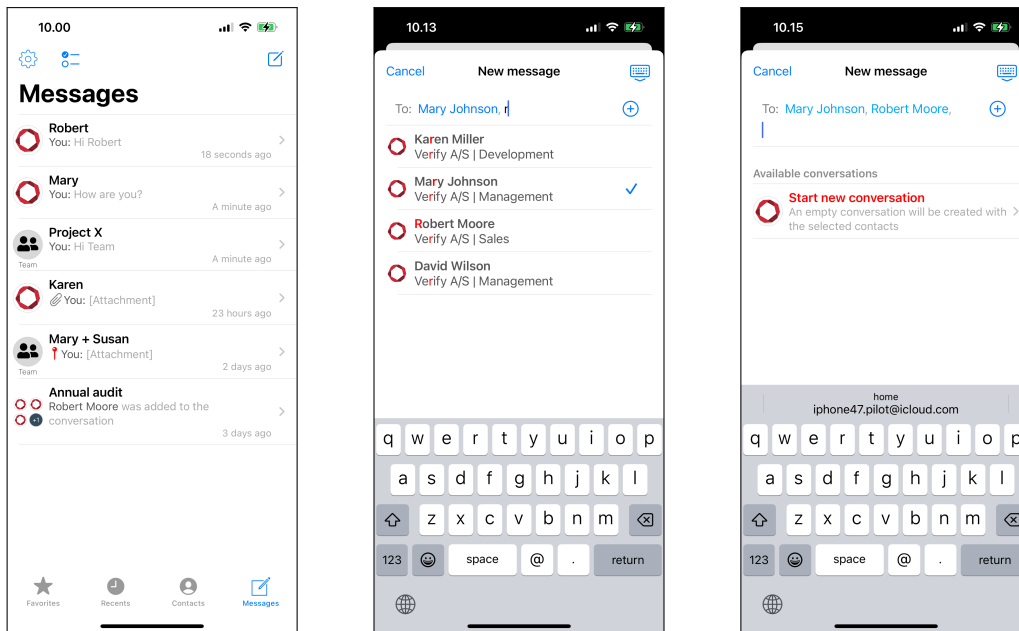 10.00
Messages
Robert
You: Hi Robert
18 seconds ago
Mary
You: How are you?
A minute ago
Project X
You: Hi Team
A minute ago
Team
Karen
You: [Attachment]
23 hours ago
Mary + Susan
You: [Attachment]
2 days ago
Team
Annual audit
Robert Moore was added to the
conversation
+1
3 days ago
Favorites
Recents
Contacts
Messages
10.13
Cancel
New message
To: Mary Johnson, r
Karen Miller
Verify A/S | Development
Mary Johnson
Verify A/S | Management
Robert Moore
Verify A/S | Sales
David Wilson
Verify A/S | Management
q w e r t y u i o p
a s d f g h j k l
z x c v b n m
123 space @ . return
10.15
Cancel
New message
To: Mary Johnson, Robert Moore,
Available conversations
Start new conversation
An empty conversation will be created with
the selected contacts
home
iphone47.pilot@icloud.com
q w e r t y u i o p
a s d f g h j k l
z x c v b n m
123 space @ . return